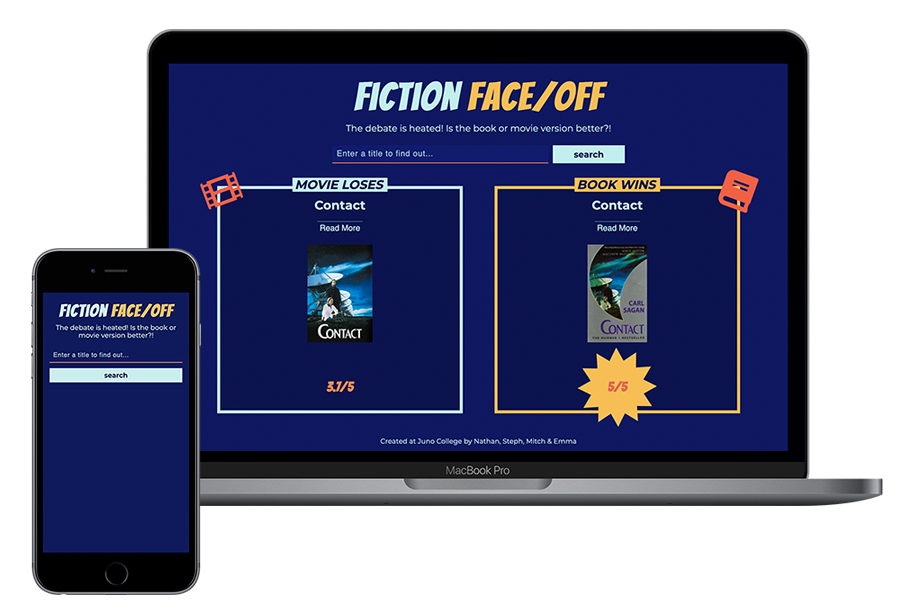 FICTION FACE/OFF
The debate is heated! Is the book or movie version better?!
Enter a title to find out...
search
MOVIE LOSES
Contact
Read More
CONTACT
3.7/5
BOOK WINS
Contact
Read More
CARL
SAGAN
CONTACT
5/5
Created at Juno College by Nathan, Steph, Mitch & Emma
MacBook Pro
FICTION FACE/OFF
The debate is heated! Is the book or
movie version better?!
Enter a title to find out...
search